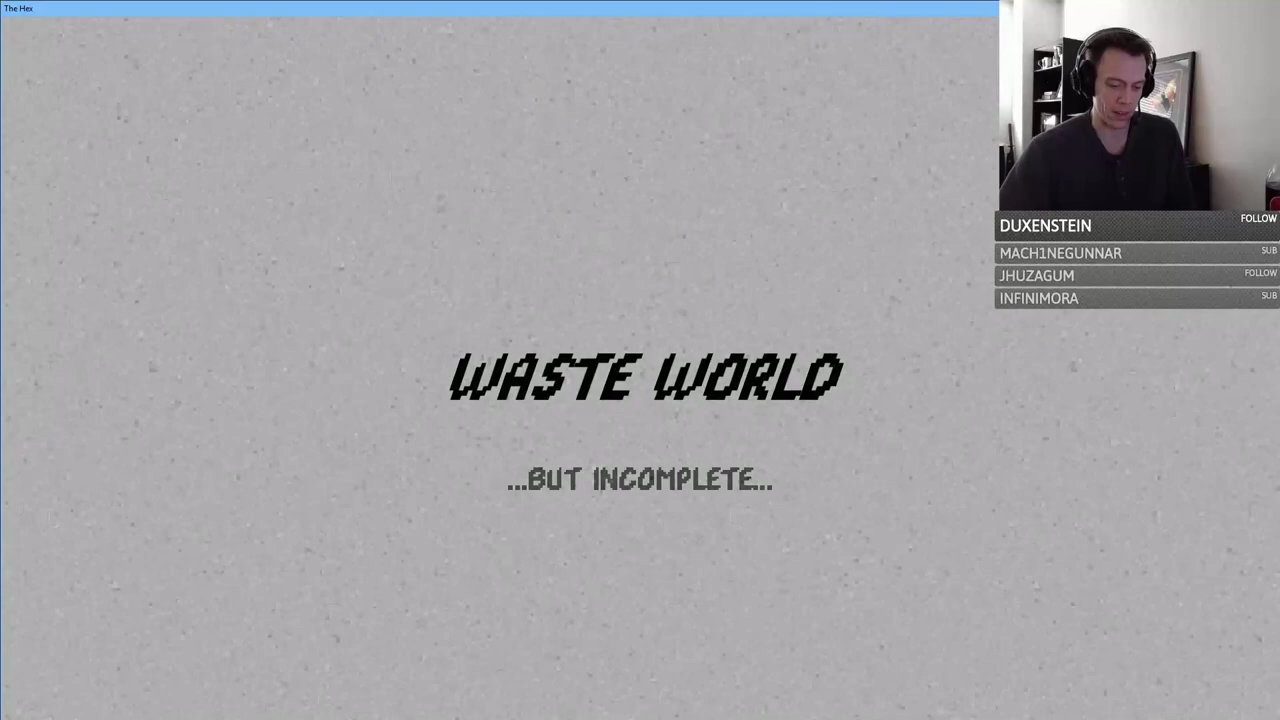 The Hex
DUXENSTEIN FOLLOW
MACH1NEGUNNAR SUB
JHUZAGUM FOLLOW
INFINIMORA SUB
WASTE WORLD
...BUT INCOMPLETE...